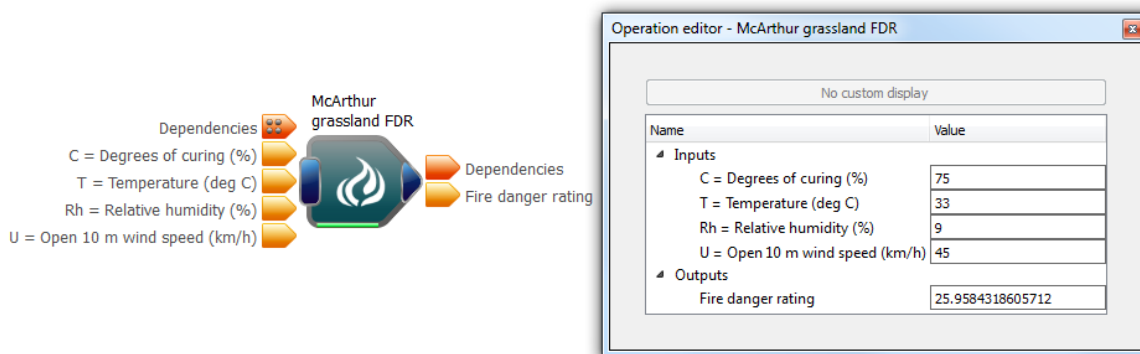 McArthur
grassland FDR
Dependencies
C = Degrees of curing (%)
T = Temperature (deg C)
Rh = Relative humidity (%)
U = Open 10 m wind speed (km/h)
Dependencies
Fire danger rating
Operation editor - McArthur grassland FDR
No custom display
Name Value
Inputs
C = Degrees of curing (%) 75
T = Temperature (deg C) 33
Rh = Relative humidity (%) 9
U = Open 10 m wind speed (km/h) 45
Outputs
Fire danger rating 25.9584318605712